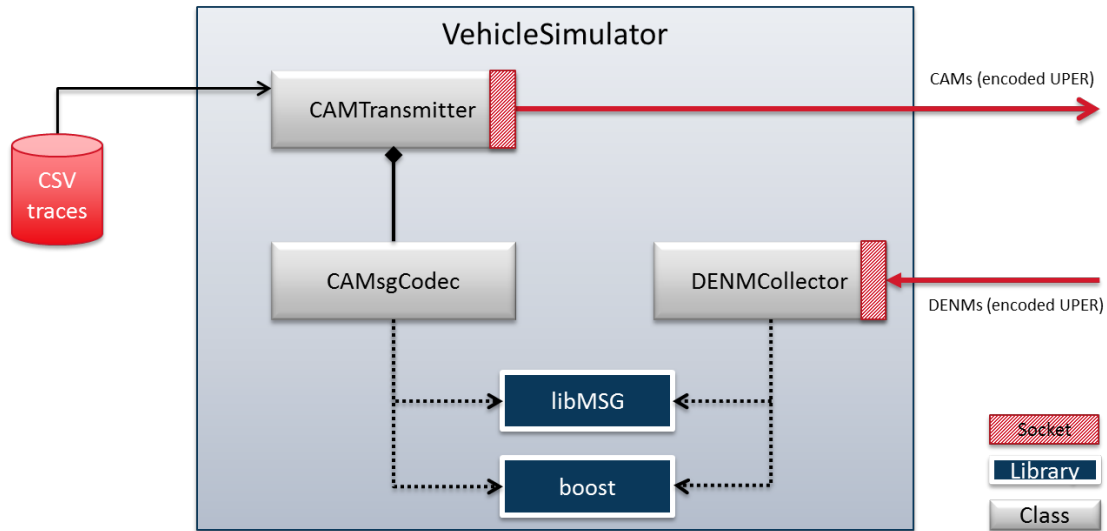 VehicleSimulator
CAMTransmitter
CAMs (encoded UPER)
CSV
traces
CAMsgCodec
DENMCollector
DENMs (encoded UPER)
libMSG
boost
Socket
Library
Class